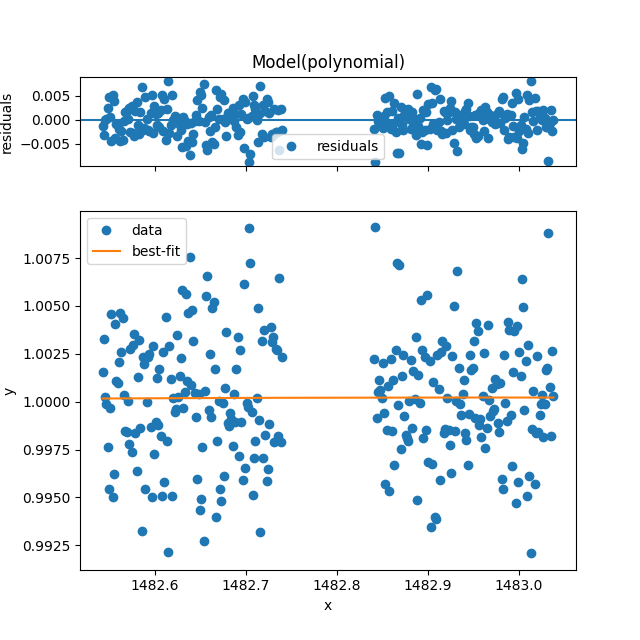 Model(polynomial)
residuals
0.005
0.000
−0.005
residuals
data
best-fit
y
1.0075
1.0050
1.0025
1.0000
0.9975
0.9950
0.9925
1482.6 1482.7 1482.8 1482.9 1483.0
x